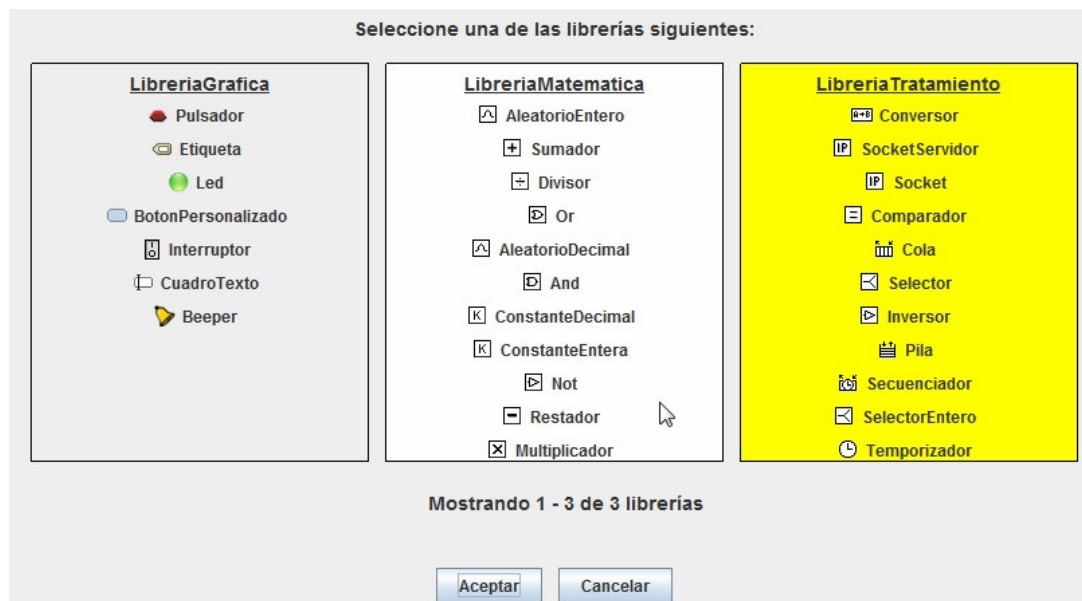 Seleccione una de las librerías siguientes:
LibreriaGrafica
Pulsador
Etiqueta
Led
BotonPersonalizado
Interruptor
CuadroTexto
Beeper
LibreriaMatematica
AleatorioEntero
Sumador
Divisor
Or
AleatorioDecimal
And
K ConstanteDecimal
K ConstanteEntera
Not
Restador
Multiplicador
LibreriaTratamiento
A→B Conversor
IP SocketServidor
IP Socket
Comparador
Cola
Selector
Inversor
Pila
Secuenciador
SelectorEntero
Temporizador
Mostrando 1 - 3 de 3 librerías
Aceptar
Cancelar